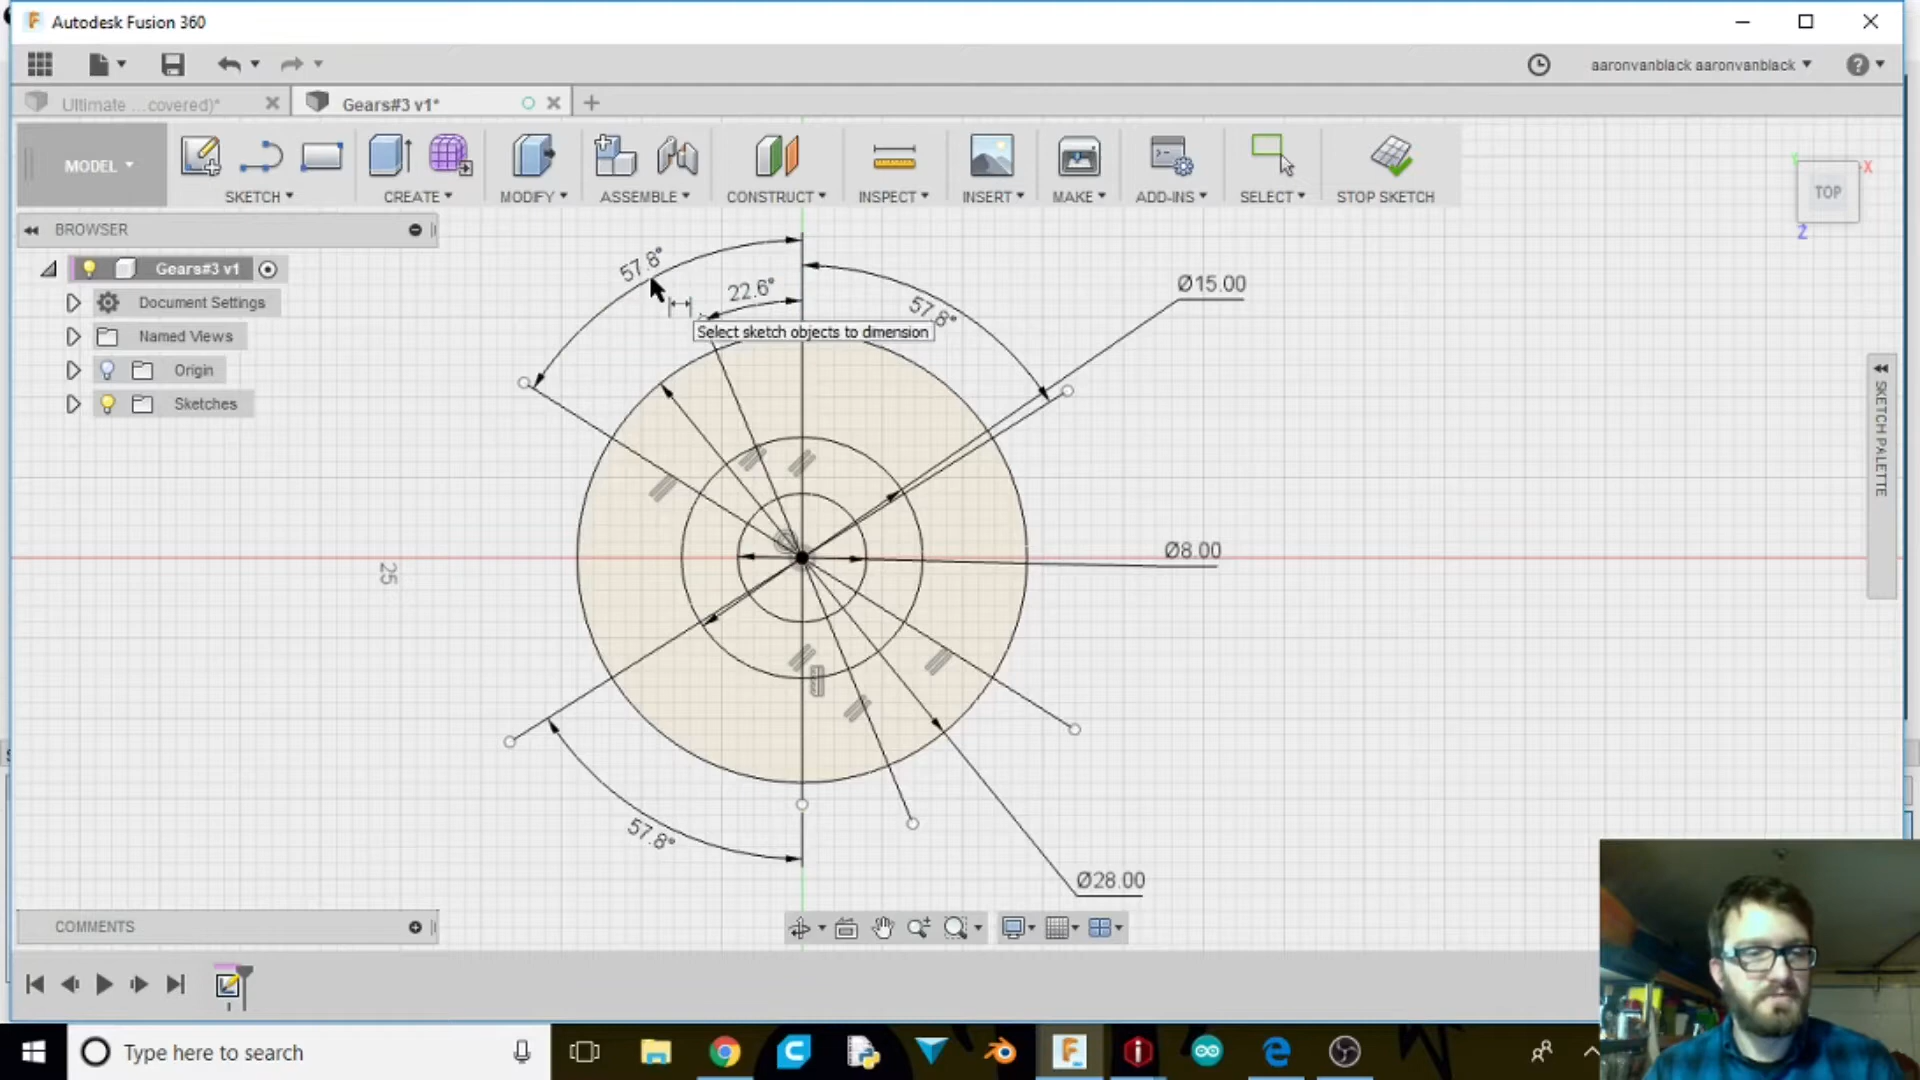 Autodesk Fusion 360
aaronvanblack aaronvanblack
Ultimate ...covered)*
Gears#3 v1*
MODEL
SKETCH
CREATE
MODIFY
ASSEMBLE
CONSTRUCT
INSPECT
INSERT
MAKE
ADD-INS
SELECT
STOP SKETCH
TOP
X
Z
BROWSER
Gears#3 v1
Document Settings
Named Views
Origin
Sketches
57.8°
22.6°
57.8°
Ø15.00
Select sketch objects to dimension
SKETCH PALETTE
Ø8.00
25
57.8°
Ø28.00
COMMENTS
Type here to search